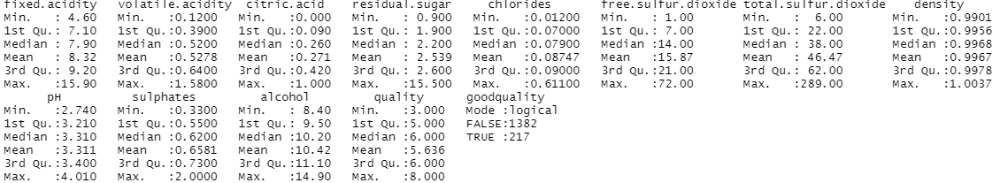 fixed.acidity volatile.acidity citric.acid residual.sugar chlorides free.sulfur.dioxide total.sulfur.dioxide density
Min. : 4.60 Min. :0.1200 Min. :0.000 Min. : 0.900 Min. :0.01200 Min. : 1.00 Min. : 6.00 Min. :0.9901
1st Qu.: 7.10 1st Qu.:0.3900 1st Qu.:0.090 1st Qu.: 1.900 1st Qu.:0.07000 1st Qu.: 7.00 1st Qu.: 22.00 1st Qu.:0.9956
Median : 7.90 Median :0.5200 Median :0.260 Median : 2.200 Median :0.07900 Median :14.00 Median : 38.00 Median :0.9968
Mean : 8.32 Mean :0.5278 Mean :0.271 Mean : 2.539 Mean :0.08747 Mean :15.87 Mean : 46.47 Mean :0.9967
3rd Qu.: 9.20 3rd Qu.:0.6400 3rd Qu.:0.420 3rd Qu.: 2.600 3rd Qu.:0.09000 3rd Qu.:21.00 3rd Qu.: 62.00 3rd Qu.:0.9978
Max. :15.90 Max. :1.5800 Max. :1.000 Max. :15.500 Max. :0.61100 Max. :72.00 Max. :289.00 Max. :1.0037
pH sulphates alcohol quality goodquality
Min. :2.740 Min. :0.3300 Min. : 8.40 Min. :3.000 Mode :logical
1st Qu.:3.210 1st Qu.:0.5500 1st Qu.: 9.50 1st Qu.:5.000 FALSE:1382
Median :3.310 Median :0.6200 Median :10.20 Median :6.000 TRUE :217
Mean :3.311 Mean :0.6581 Mean :10.42 Mean :5.636
3rd Qu.:3.400 3rd Qu.:0.7300 3rd Qu.:11.10 3rd Qu.:6.000
Max. :4.010 Max. :2.0000 Max. :14.90 Max. :8.000